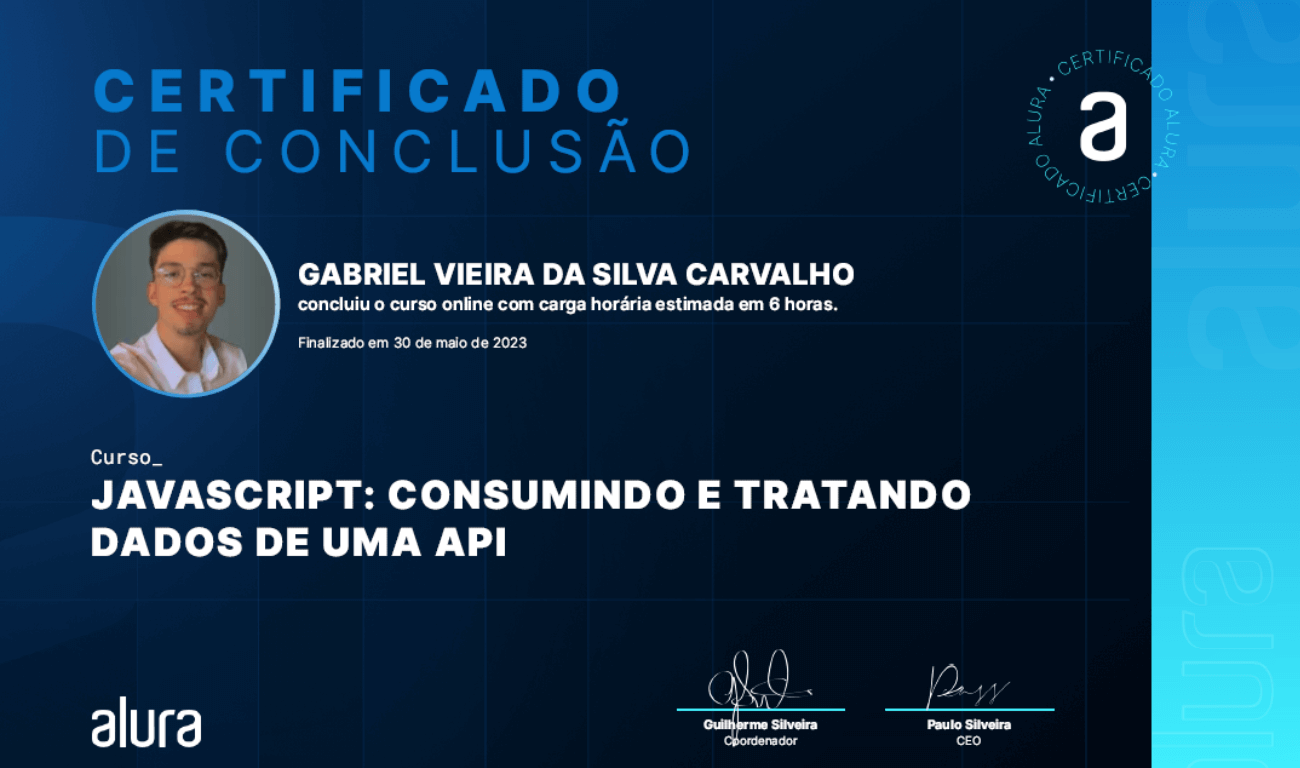 CERTIFICADO
DE CONCLUSÃO
CERTIFICADO ALURA • CERTIFICADO ALURA •
a
GABRIEL VIEIRA DA SILVA CARVALHO
concluiu o curso online com carga horária estimada em 6 horas.
Finalizado em 30 de maio de 2023
Curso_
JAVASCRIPT: CONSUMINDO E TRATANDO
DADOS DE UMA API
alura
Guilherme Silveira
Coordenador
Paulo Silveira
CEO
alura
alura